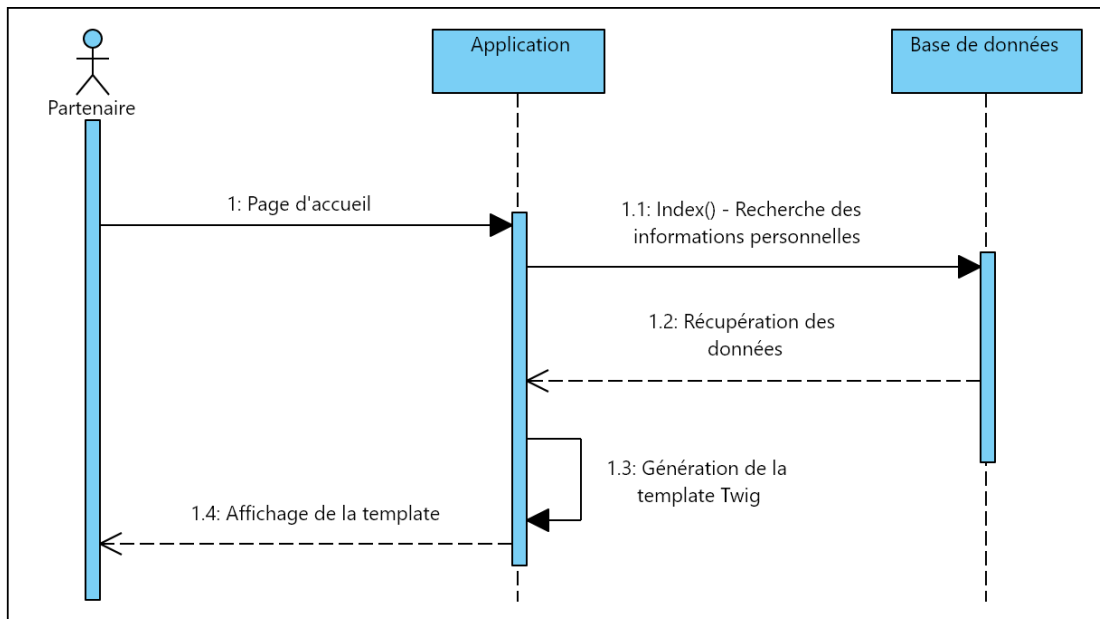 Application
Base de données
Partenaire
1: Page d'accueil
1.1: Index() - Recherche des
informations personnelles
1.2: Récupération des
données
1.3: Génération de la
template Twig
1.4: Affichage de la template